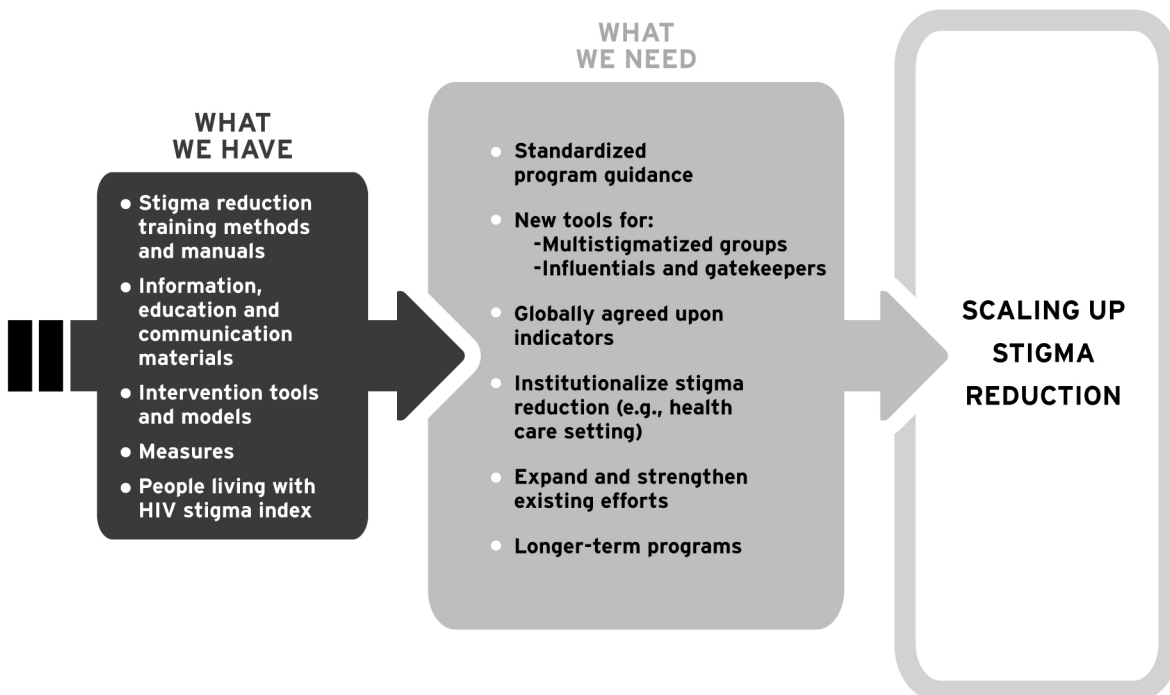 WHAT
WE HAVE
• Stigma reduction
training methods
and manuals
• Information,
education and
communication
materials
• Intervention tools
and models
• Measures
• People living with
HIV stigma index
WHAT
WE NEED
• Standardized
program guidance
• New tools for:
-Multistigmatized groups
-Influentials and gatekeepers
• Globally agreed upon
indicators
• Institutionalize stigma
reduction (e.g., health
care setting)
• Expand and strengthen
existing efforts
• Longer-term programs
SCALING UP
STIGMA
REDUCTION